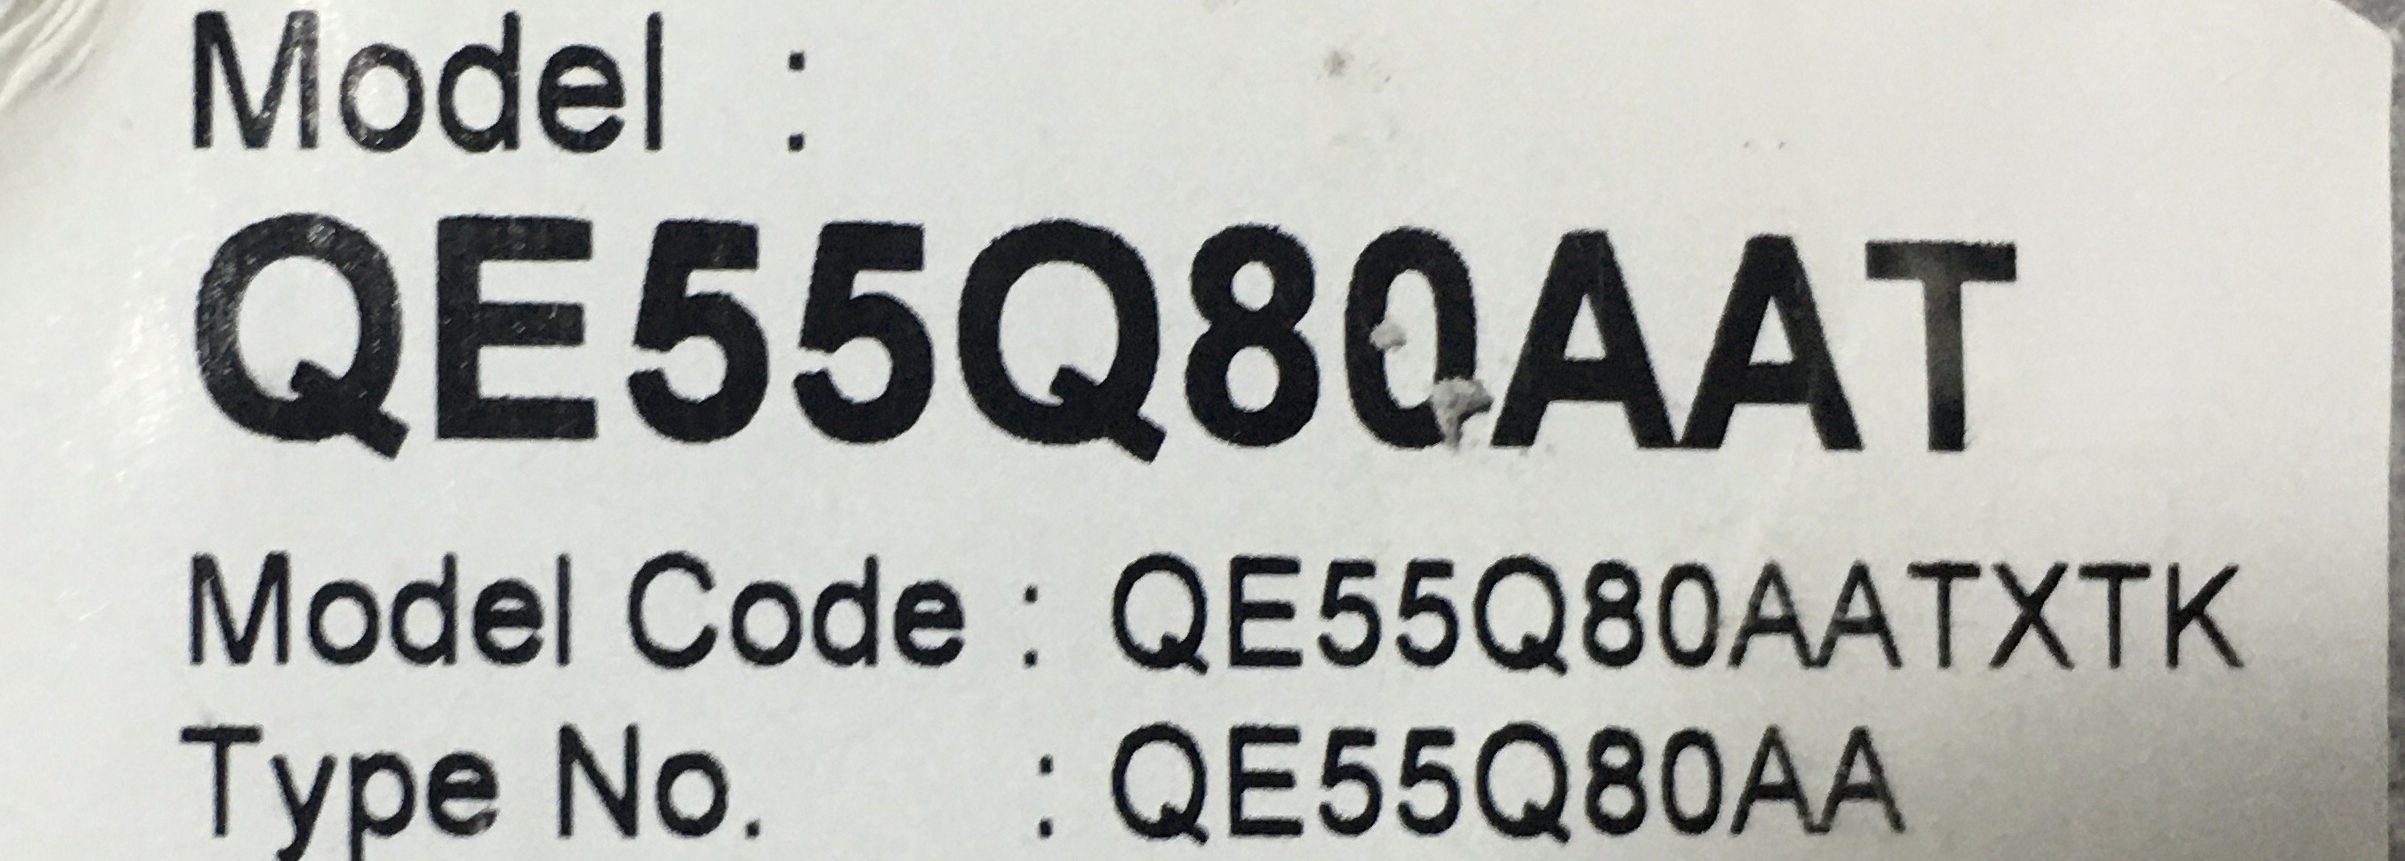 Model :
QE55Q80AAT
Model Code : QE55Q80AATXTK
Type No. : QE55Q80AA